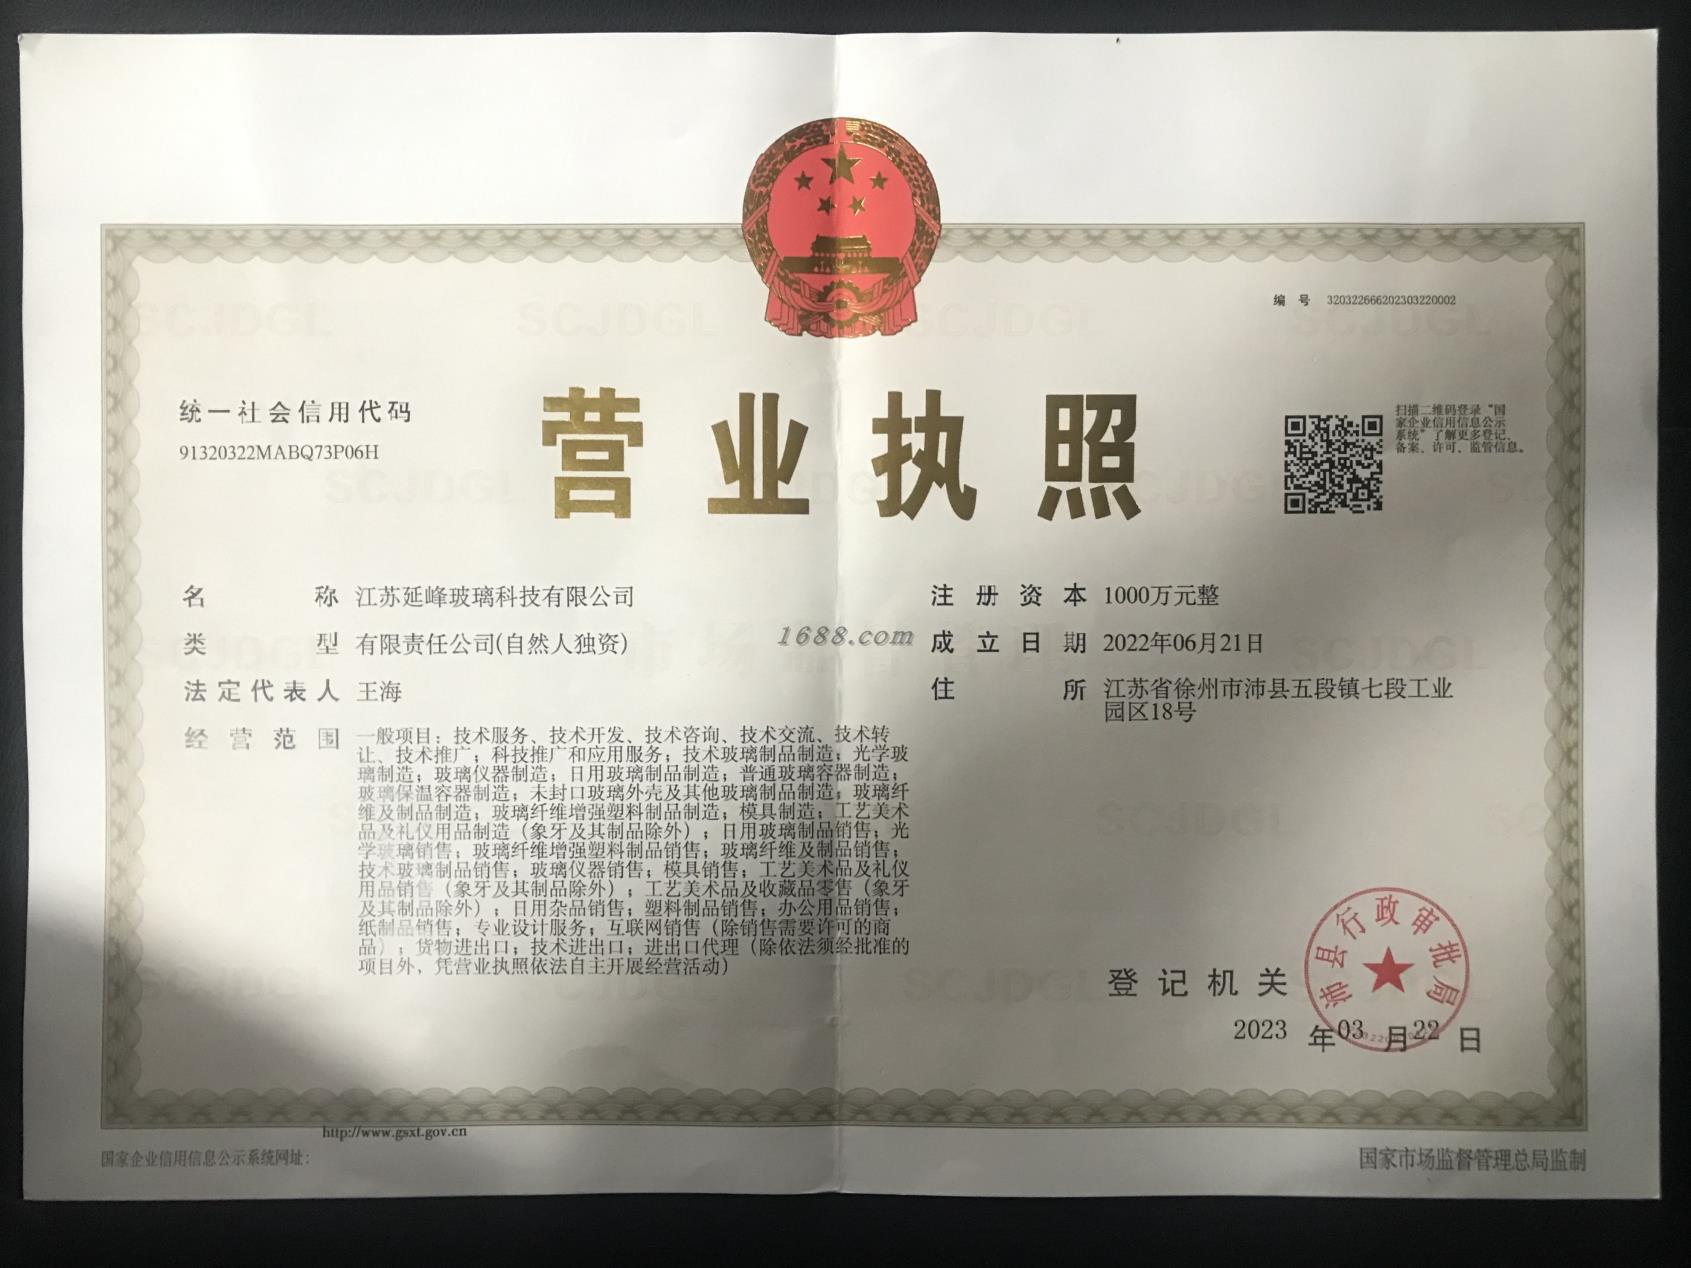 编 号 320322666202303220002
统一社会信用代码
91320322MABQ73P06H
营业执照
扫描二维码登录“国
家企业信用信息公示
系统”了解更多登记、
备案、许可、监管信息。
名 称 江苏延峰玻璃科技有限公司
类 型 有限责任公司(自然人独资)
法定代表人 王海
经营范围 一般项目：技术服务、技术开发、技术咨询、技术交流、技术转
让、技术推广；科技推广和应用服务；技术玻璃制品制造；光学玻
璃制造；玻璃仪器制造；日用玻璃制品制造；普通玻璃容器制造；
玻璃保温容器制造；未封口玻璃外壳及其他玻璃制品制造；玻璃纤
维及制品制造；玻璃纤维增强塑料制品制造；模具制造；工艺美术
品及礼仪用品制造（象牙及其制品除外）；日用玻璃制品销售；光
学玻璃销售；玻璃纤维增强塑料制品销售；玻璃纤维及制品销售；
技术玻璃制品销售；玻璃仪器销售；模具销售；工艺美术品及礼仪
用品销售（象牙及其制品除外）；工艺美术品及收藏品零售（象牙
及其制品除外）；日用杂品销售；塑料制品销售；办公用品销售；
纸制品销售；专业设计服务；互联网销售（除销售需要许可的商
品）；货物进出口；技术进出口；进出口代理（除依法须经批准的
项目外，凭营业执照依法自主开展经营活动）
1688.com
注册资本 1000万元整
成立日期 2022年06月21日
住 所 江苏省徐州市沛县五段镇七段工业
园区18号
沛县行政审批局
登记机关
2023 年 03 月 22 日
http://www.gsxt.gov.cn
国家企业信用信息公示系统网址：
国家市场监督管理总局监制
SCJDGL